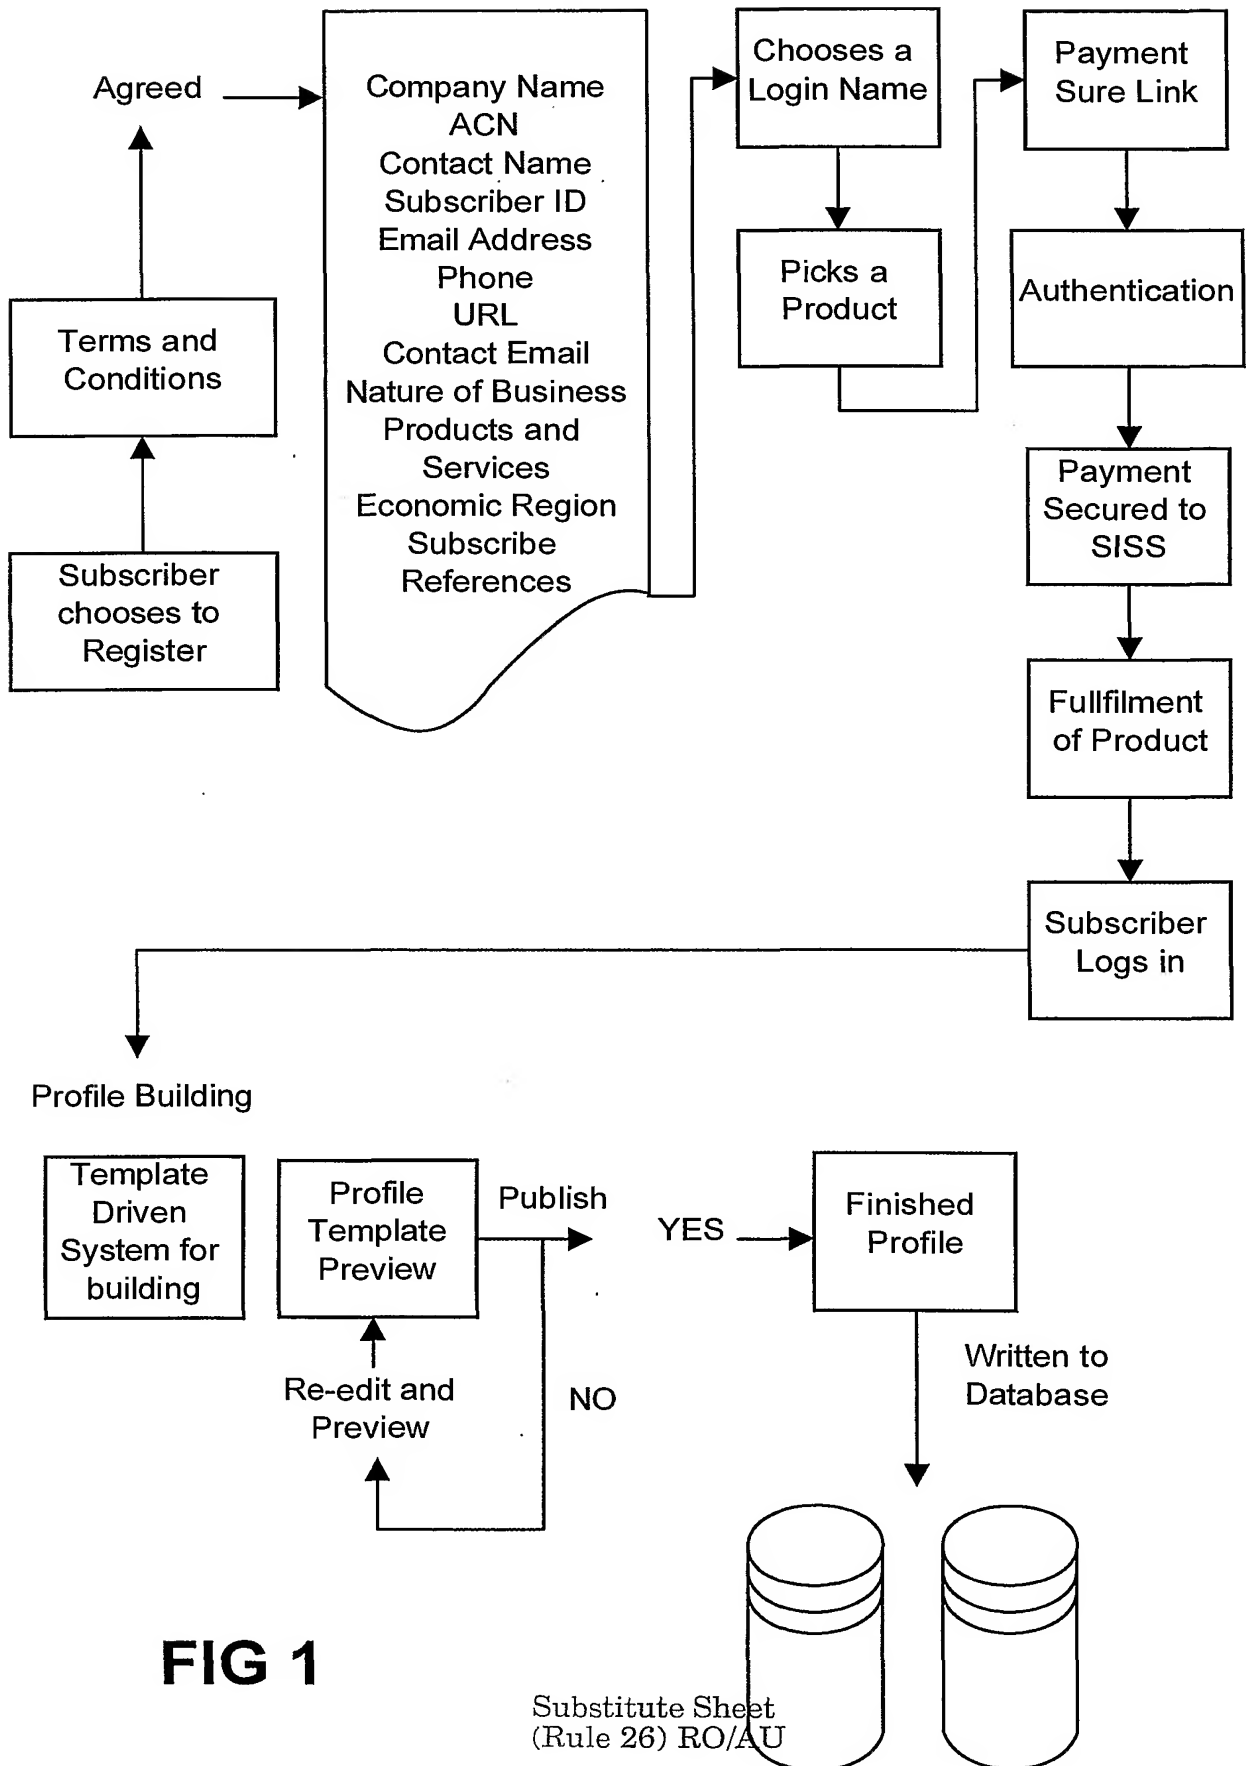 Agreed
Company Name
ACN
Contact Name
Subscriber ID
Email Address
Phone
URL
Contact Email
Nature of Business
Products and
Services
Economic Region
Subscribe
References
Chooses a
Login Name
Payment
Sure Link
Terms and
Conditions
Picks a
Product
Authentication
Subscriber
chooses to
Register
Payment
Secured to
SISS
Fullfilment
of Product
Subscriber
Logs in
Profile Building
Template
Driven
System for
building
Profile
Template
Preview
Publish
YES
Finished
Profile
Re-edit and
Preview
NO
Written to
Database
FIG 1
Substitute Sheet
(Rule 26) RO/AU